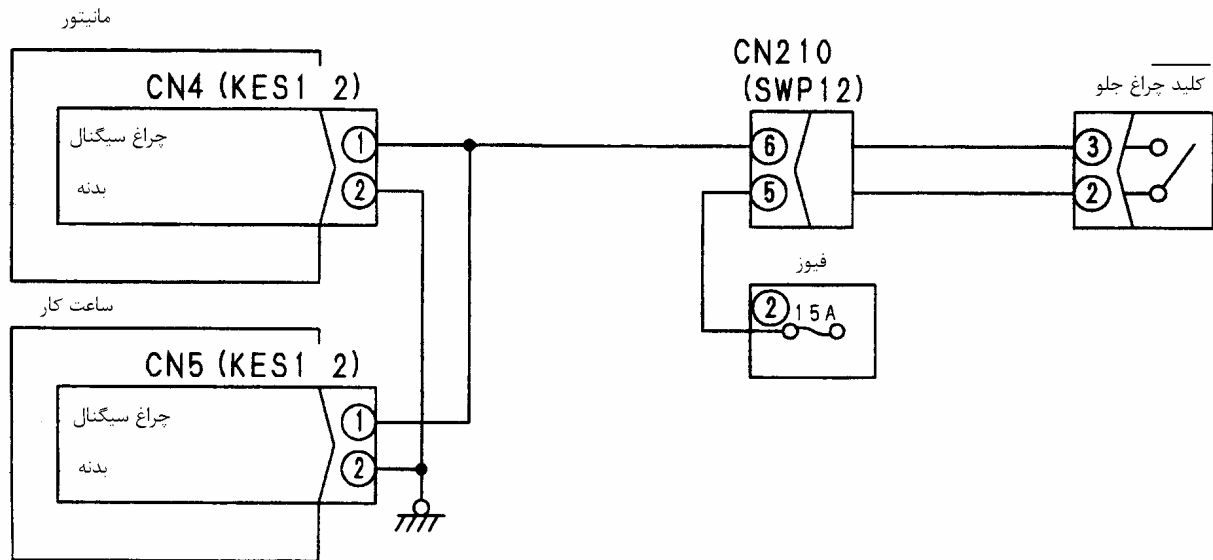 مانیتور
CN4 (KES1 2)
چراغ سیگنال
1
بدنه
2
ساعت کار
CN5 (KES1 2)
چراغ سیگنال
1
بدنه
2
CN210
(SWP12)
6
5
فیوز
2
15A
کلید چراغ جلو
3
2